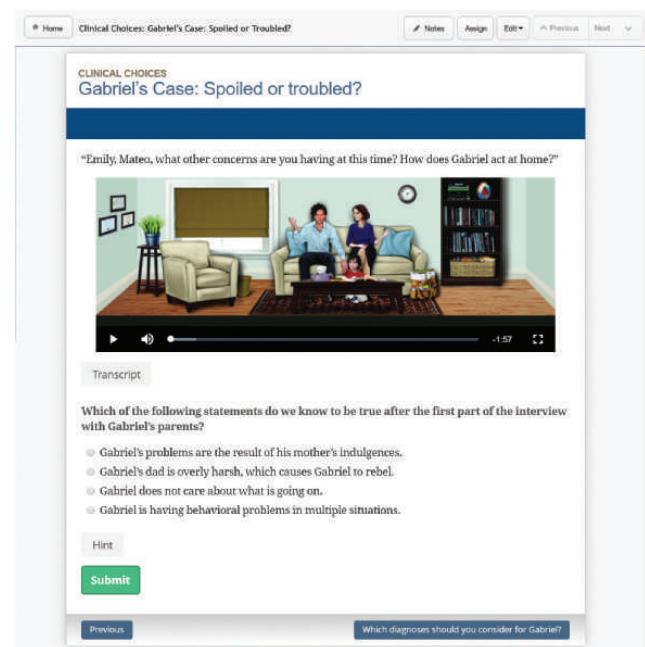 Home
Clinical Choices: Gabriel's Case: Spoiled or Troubled?
Notes
Assign
Edit
Previous
Next
CLINICAL CHOICES
Gabriel's Case: Spoiled or troubled?
“Emily, Mateo, what other concerns are you having at this time? How does Gabriel act at home?”
-1:57
Transcript
Which of the following statements do we know to be true after the first part of the interview
with Gabriel's parents?
Gabriel's problems are the result of his mother's indulgences.
Gabriel's dad is overly harsh, which causes Gabriel to rebel.
Gabriel does not care about what is going on.
Gabriel is having behavioral problems in multiple situations.
Hint
Submit
Previous
Which diagnoses should you consider for Gabriel?